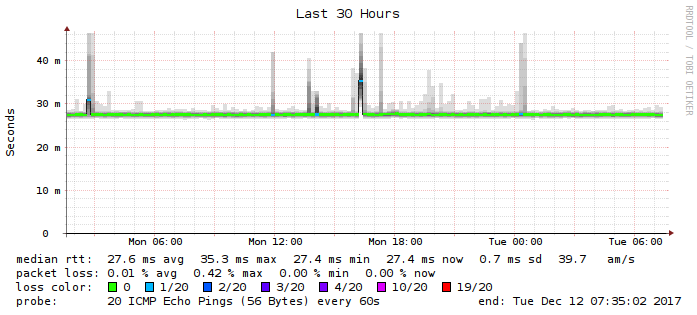 Last 30 Hours
RRDTOOL / TOBI OETIKER
Seconds
40 m
30 m
20 m
10 m
0
Mon 06:00 Mon 12:00 Mon 18:00 Tue 00:00 Tue 06:00
median rtt: 27.6 ms avg 35.3 ms max 27.4 ms min 27.4 ms now 0.7 ms sd 39.7 am/s
packet loss: 0.01 % avg 0.42 % max 0.00 % min 0.00 % now
loss color: 0 1/20 2/20 3/20 4/20 10/20 19/20
probe: 20 ICMP Echo Pings (56 Bytes) every 60s end: Tue Dec 12 07:35:02 2017